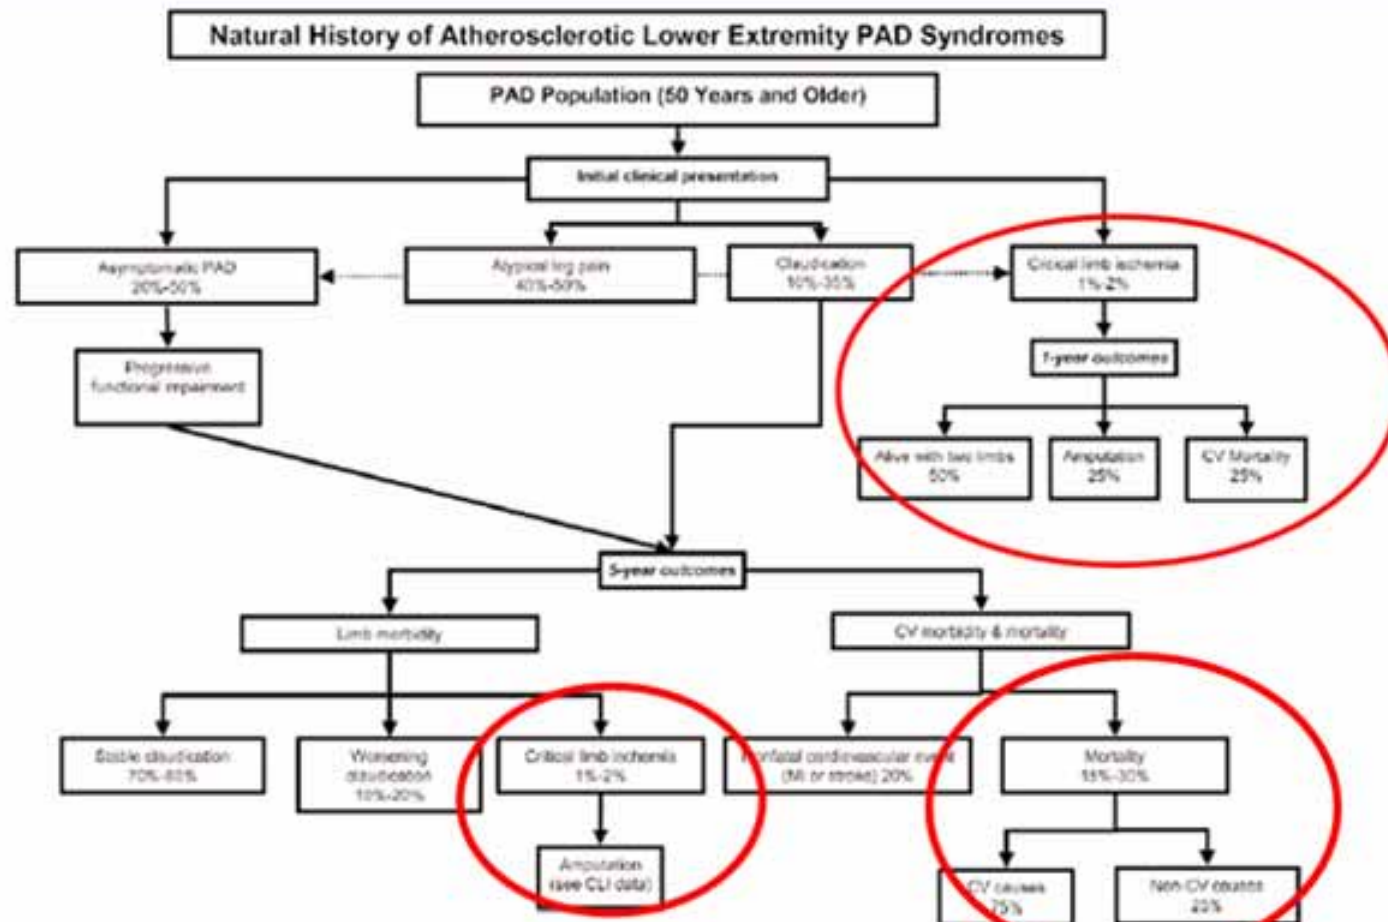 Natural History of Atherosclerotic Lower Extremity PAD Syndromes
PAD Population (50 Years and Older)
Initial clinical presentation
Asymptomatic PAD
20%-50%
Atypical leg pain
40%-50%
Claudication
10%-35%
Critical limb ischemia
1%-2%
Progressive
functional impairment
1-year outcomes
Alive with two limbs
50%
Amputation
25%
CV Mortality
25%
5-year outcomes
Limb morbidity
CV morbidity & mortality
Stable claudication
70%-80%
Worsening
claudication
10%-20%
Critical limb ischemia
1%-2%
Nonfatal cardiovascular event
(MI or stroke) 20%
Mortality
15%-30%
Amputation
(see CLI data)
CV causes
75%
Non-CV causes
25%